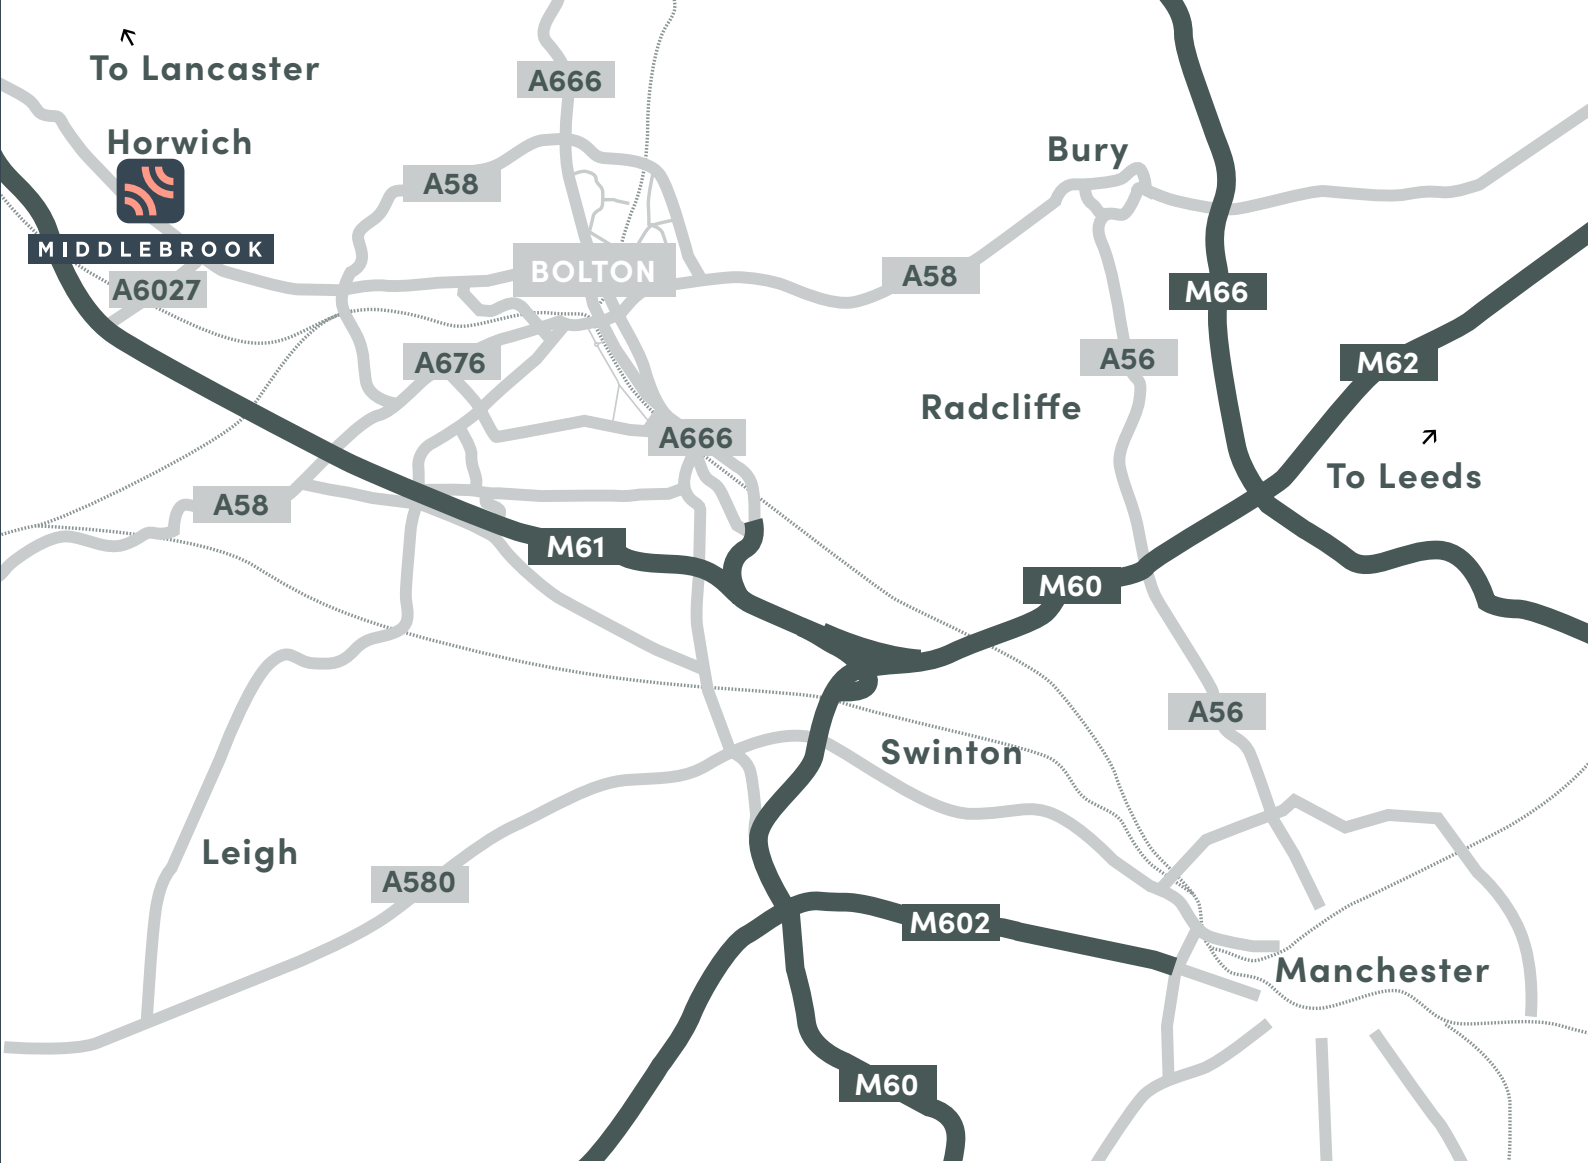 To Lancaster
A666
Horwich
Bury
A58
MIDDLEBROOK
BOLTON
A58
A6027
M66
A676
A56
M62
Radcliffe
A666
To Leeds
A58
M61
M60
A56
Swinton
Leigh
A580
M602
Manchester
M60